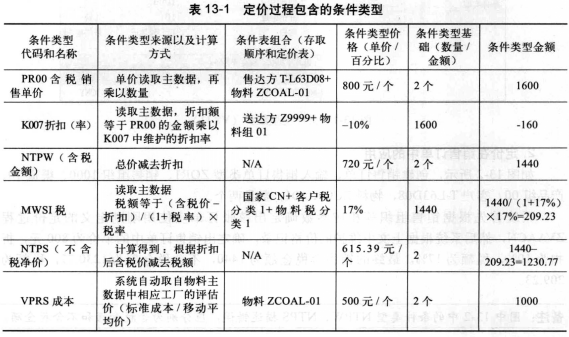 表 13-1 定价过程包含的条件类型
条件类型
代码和名称
条件类型来源以及计算
方式
条件表组合（存取
顺序和定价表）
条件类型价
格（单价 /
百分比）
条件类型基
础（数量 /
金额）
条件类型金额
PR00 含 税 销
售单价
单价读取主数据，再
乘以数量
售达方 T-L63D08+
物料 ZCOAL-01
800 元 / 个
2 个
1600
K007折扣（率）
读取主数据，折扣额
等于 PR00 的金额乘以
K007 中维护的折扣率
送达方 Z9999+ 物
料组 01
–10%
1600
-160
NTPW（ 含 税
金额）
总价减去折扣
N/A
720 元 / 个
2 个
1440
MWSI 税
读取主数据
税额等于（含税价–
折扣）/（1+ 税率）×
税率
国家 CN+ 客户税
分类 1+ 物料税分
类 1
17%
1440
1440/（1+17%）
×17%=209.23
NTPS（ 不含
税净价）
计算得到：根据折扣
后含税价减去税额
N/A
615.39 元 /
个
2
1440–
209.23=1230.77
VPRS 成本
系统自动取自物料主
数据中相应工厂的评估
价（标准成本 / 移动平
均价）
物料 ZCOAL-01
500 元 / 个
2 个
1000